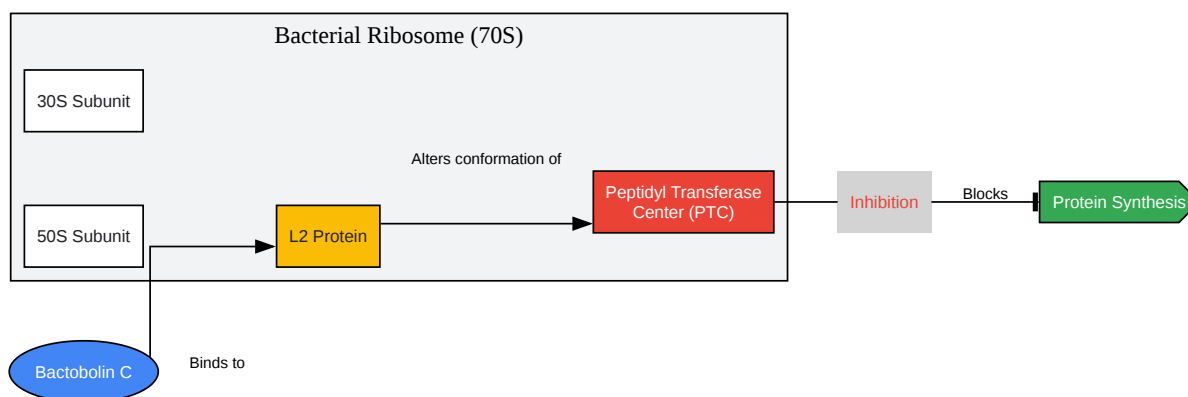 Bacterial Ribosome (70S)
30S Subunit
Alters conformation of
Peptidyl Transferase
Center (PTC)
Inhibition
Blocks
Protein Synthesis
50S Subunit
L2 Protein
Binds to
Bactobolin C